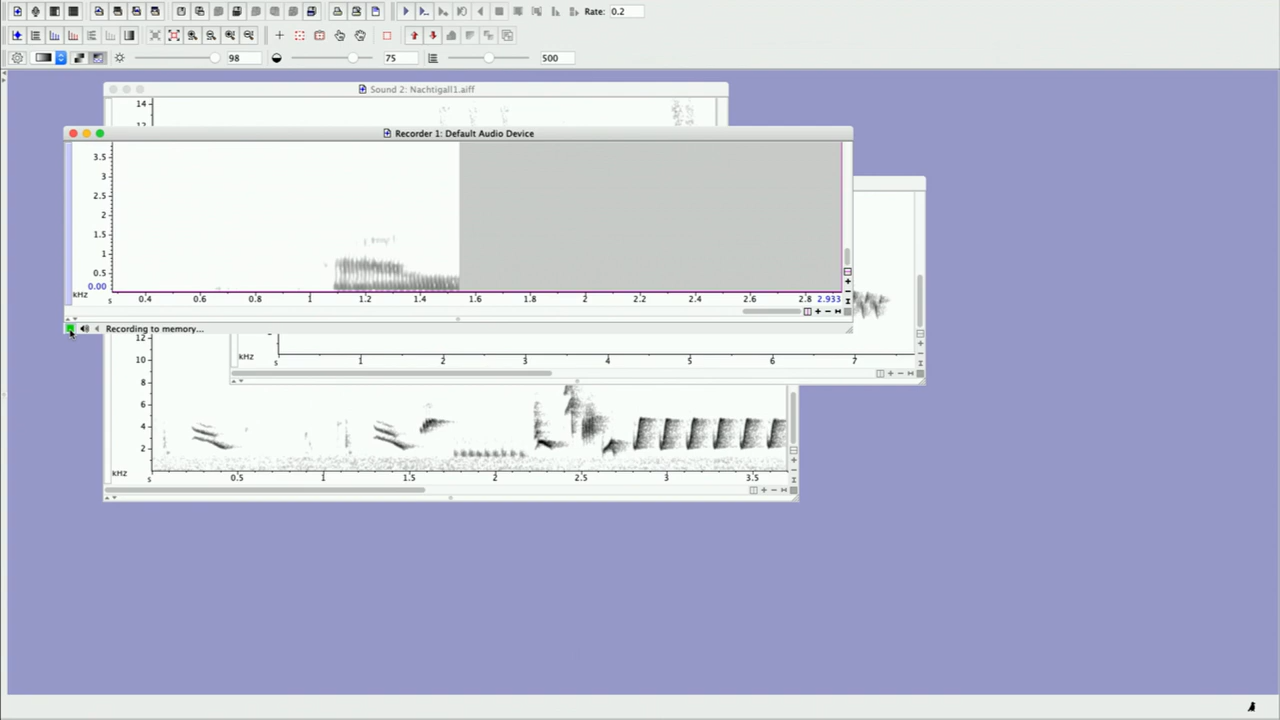 Rate: 0.2
98
75
500
Sound 2: Nachtigall1.aiff
14
12
Recorder 1: Default Audio Device
3.5
3
2.5
2
1.5
1
0.5
0.00
kHz
s 0.4 0.6 0.8 1 1.2 1.4 1.6 1.8 2 2.2 2.4 2.6 2.8 2.933
Recording to memory...
kHz
s 1 2 3 4 5 6 7
12
10
8
6
4
2
kHz
s 0.5 1 1.5 2 2.5 3 3.5